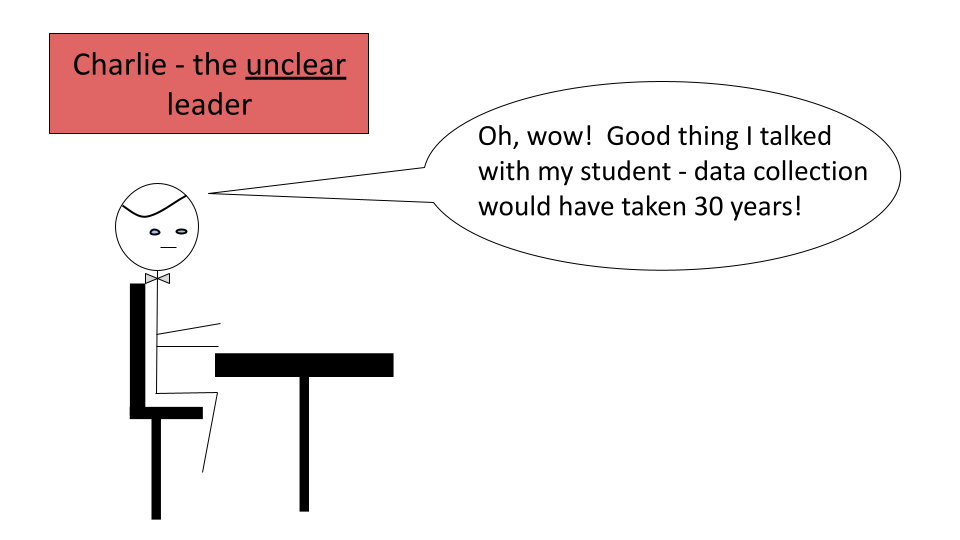 Charlie - the unclear
leader
Oh, wow!  Good thing I talked
with my student - data collection
would have taken 30 years!